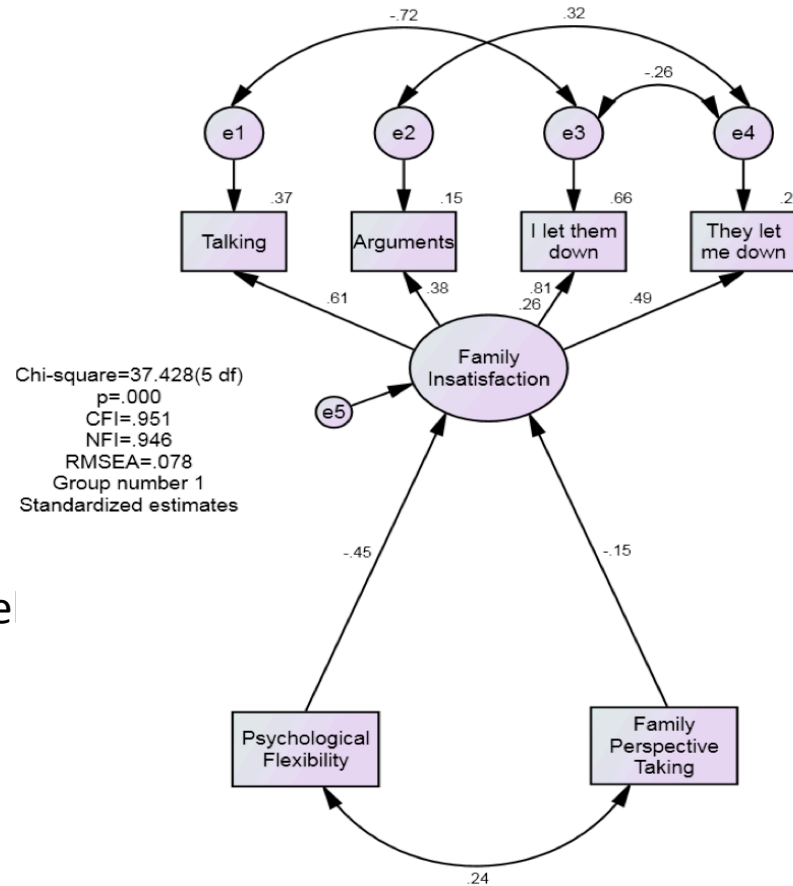 -.72
.32
-.26
e1
e2
e3
e4
.37
.15
.66
.2
Talking
Arguments
I let them
down
They let
me down
.61
.38
.81
.26
.49
Family
Insatisfaction
Chi-square=37.428(5 df)
p=.000
CFI=.951
NFI=.946
RMSEA=.078
Group number 1
Standardized estimates
e5
-.45
-.15
e
Psychological
Flexibility
Family
Perspective
Taking
.24